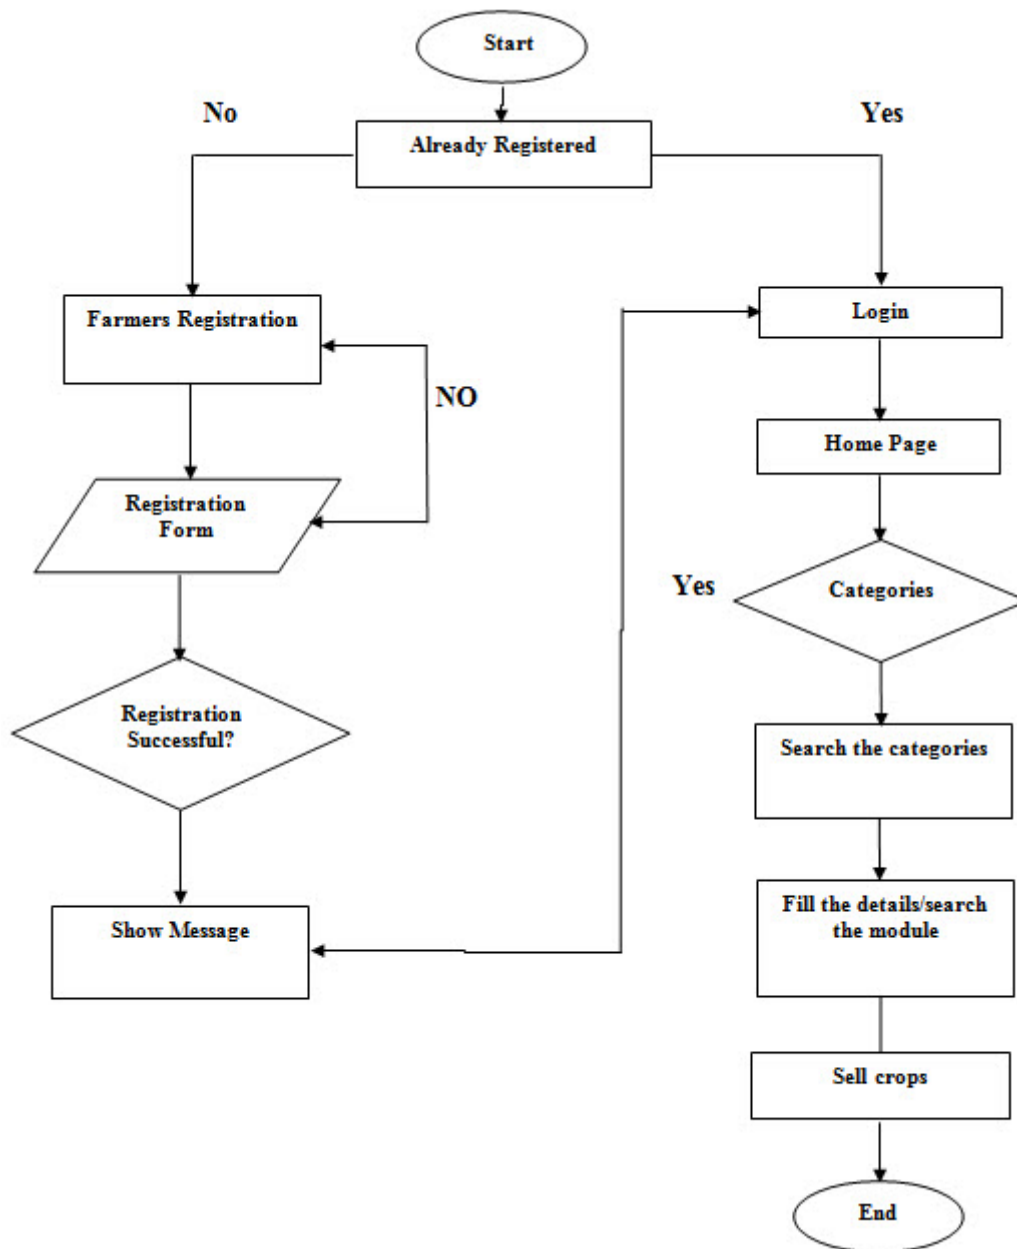 Start
No
Yes
Already Registered
Farmers Registration
Login
NO
Home Page
Registration
Form
Yes
Categories
Registration
Successful?
Search the categories
Show Message
Fill the details/search
the module
Sell crops
End